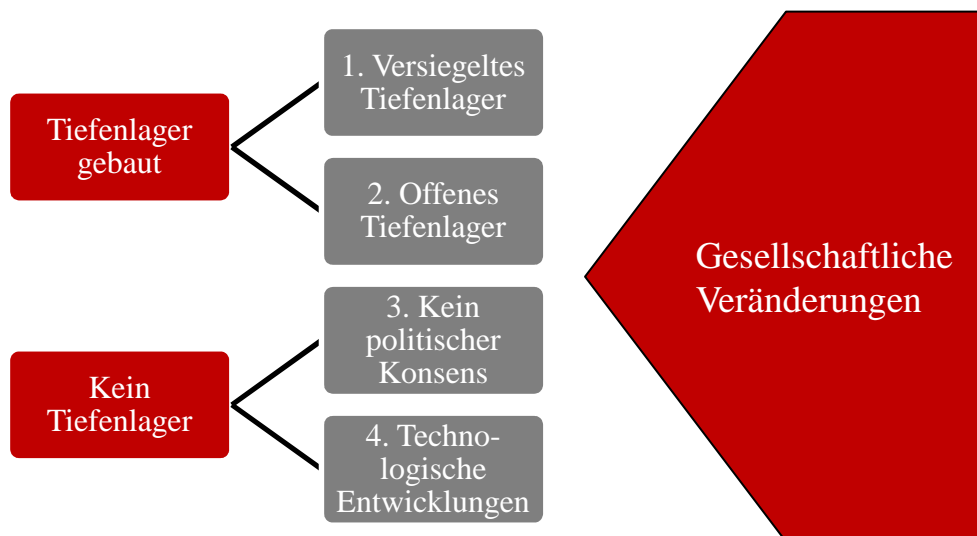 Tiefenlager
gebaut
1. Versiegeltes
Tiefenlager
2. Offenes
Tiefenlager
Kein
Tiefenlager
3. Kein
politischer
Konsens
4. Techno-
logische
Entwicklungen
Gesellschaftliche
Veränderungen